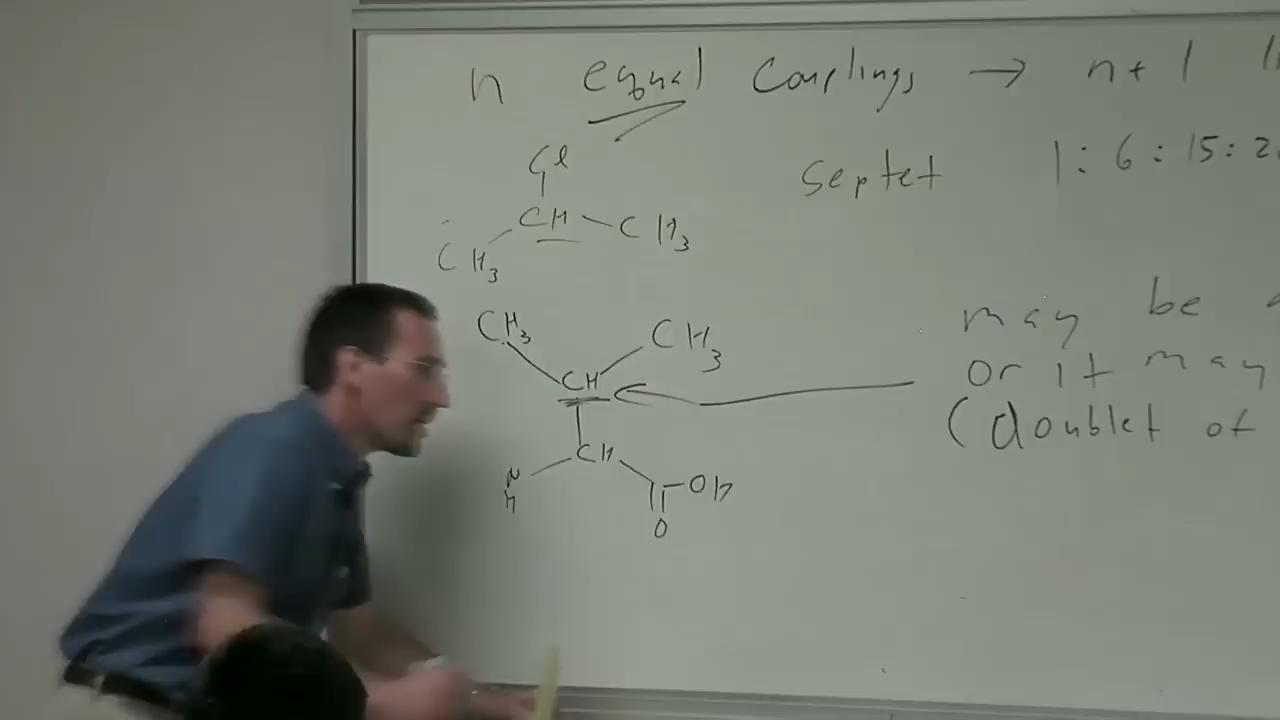 n equal couplings → n + 1
Septet 1 : 6 : 15 : 2
Cl
CH
CH3 CH3
CH3 CH3
CH
may be
or it may
(doublet of
CH
N
H
OH
O